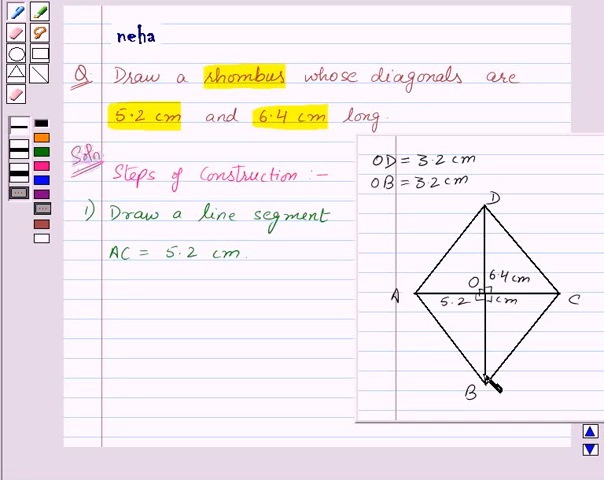 neha
Q. Draw a rhombus whose diagonals are
5.2 cm and 6.4 cm long.
Soln. Steps of Construction :-
1) Draw a line segment
AC = 5.2 cm.
OD = 3.2 cm
OB = 3.2 cm
D
O 6.4 cm
A 5.2 cm C
B